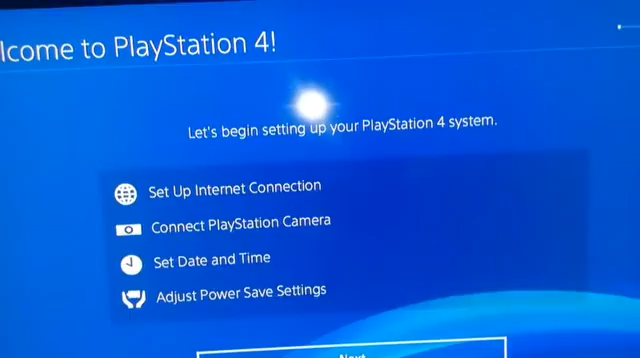 lcome to PlayStation 4!
Let's begin setting up your PlayStation 4 system.
Set Up Internet Connection
Connect PlayStation Camera
Set Date and Time
Adjust Power Save Settings
Next